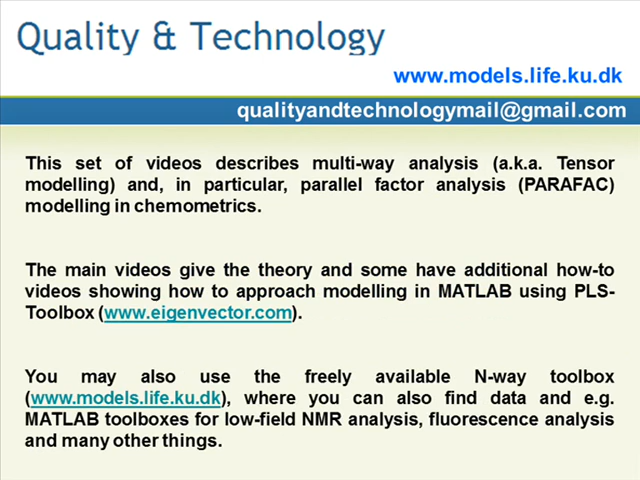 Quality & Technology
www.models.life.ku.dk
qualityandtechnologymail@gmail.com
This set of videos describes multi-way analysis (a.k.a. Tensor
modelling) and, in particular, parallel factor analysis (PARAFAC)
modelling in chemometrics.
The main videos give the theory and some have additional how-to
videos showing how to approach modelling in MATLAB using PLS-
Toolbox (www.eigenvector.com).
You may also use the freely available N-way toolbox
(www.models.life.ku.dk), where you can also find data and e.g.
MATLAB toolboxes for low-field NMR analysis, fluorescence analysis
and many other things.